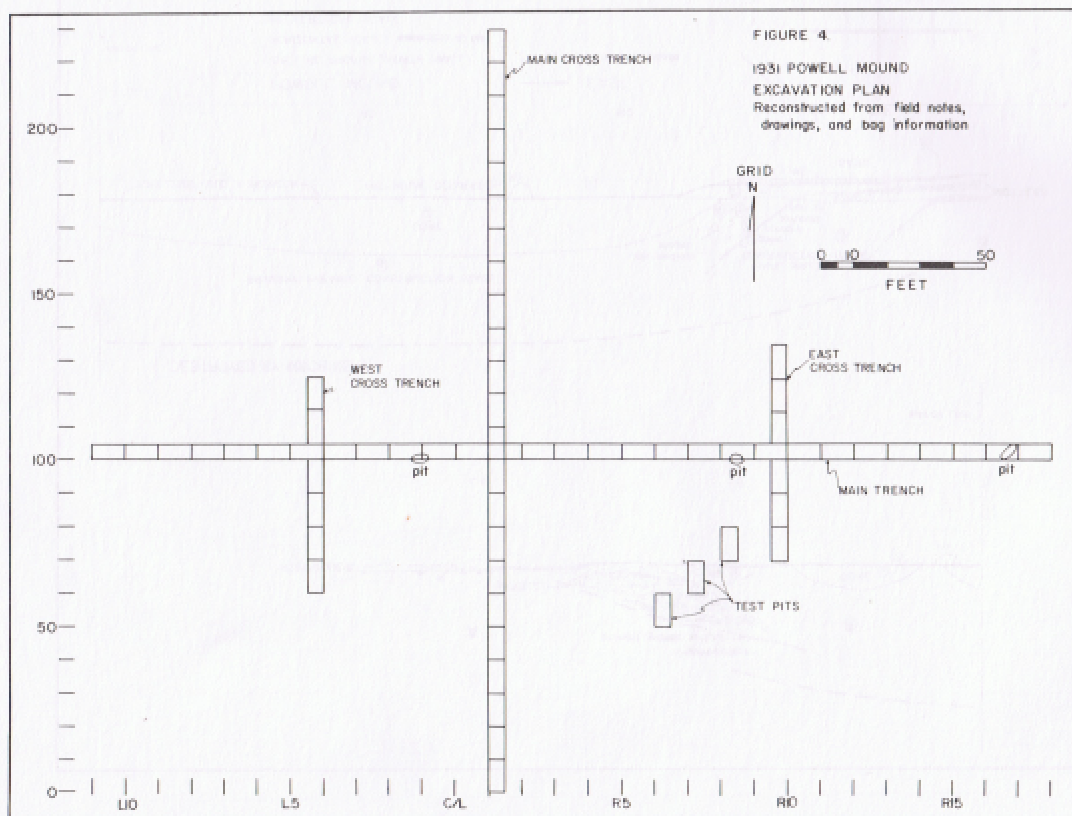 FIGURE 4.
1931 POWELL MOUND
EXCAVATION PLAN
Reconstructed from field notes,
drawings, and bag information
MAIN CROSS TRENCH
200
GRID
N
0 10 50
FEET
150
WEST
CROSS TRENCH
EAST
CROSS TRENCH
100
pit
pit
pit
MAIN TRENCH
TEST PITS
50
0
L10 L5 C/L R5 R10 R15